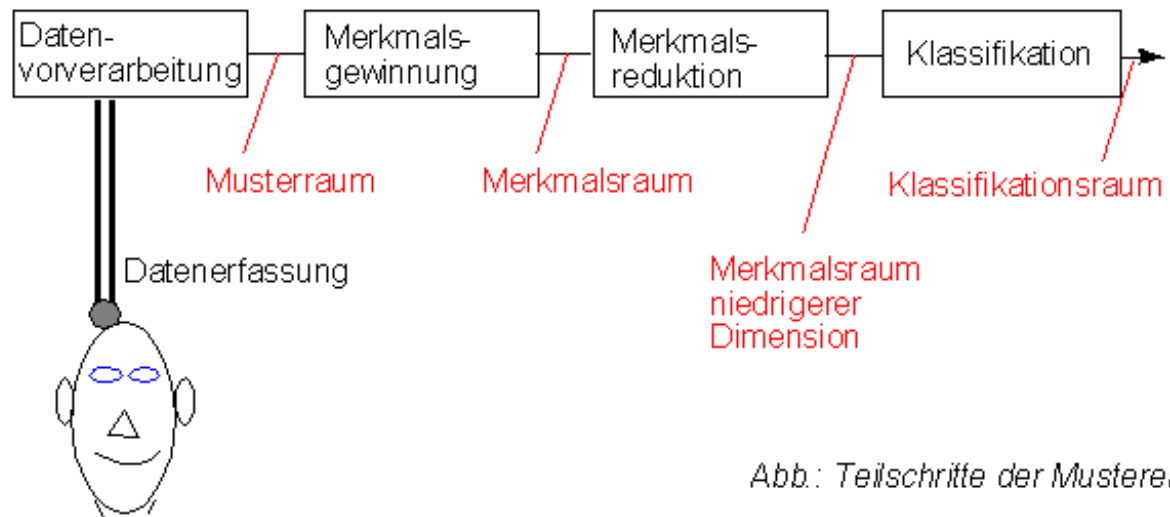 Daten-
vorverarbeitung
Merkmals-
gewinnung
Merkmals-
reduktion
Klassifikation
Musterraum
Merkmalsraum
Klassifikationsraum
Datenerfassung
Merkmalsraum
niedrigerer
Dimension
Abb.: Teilschritte der